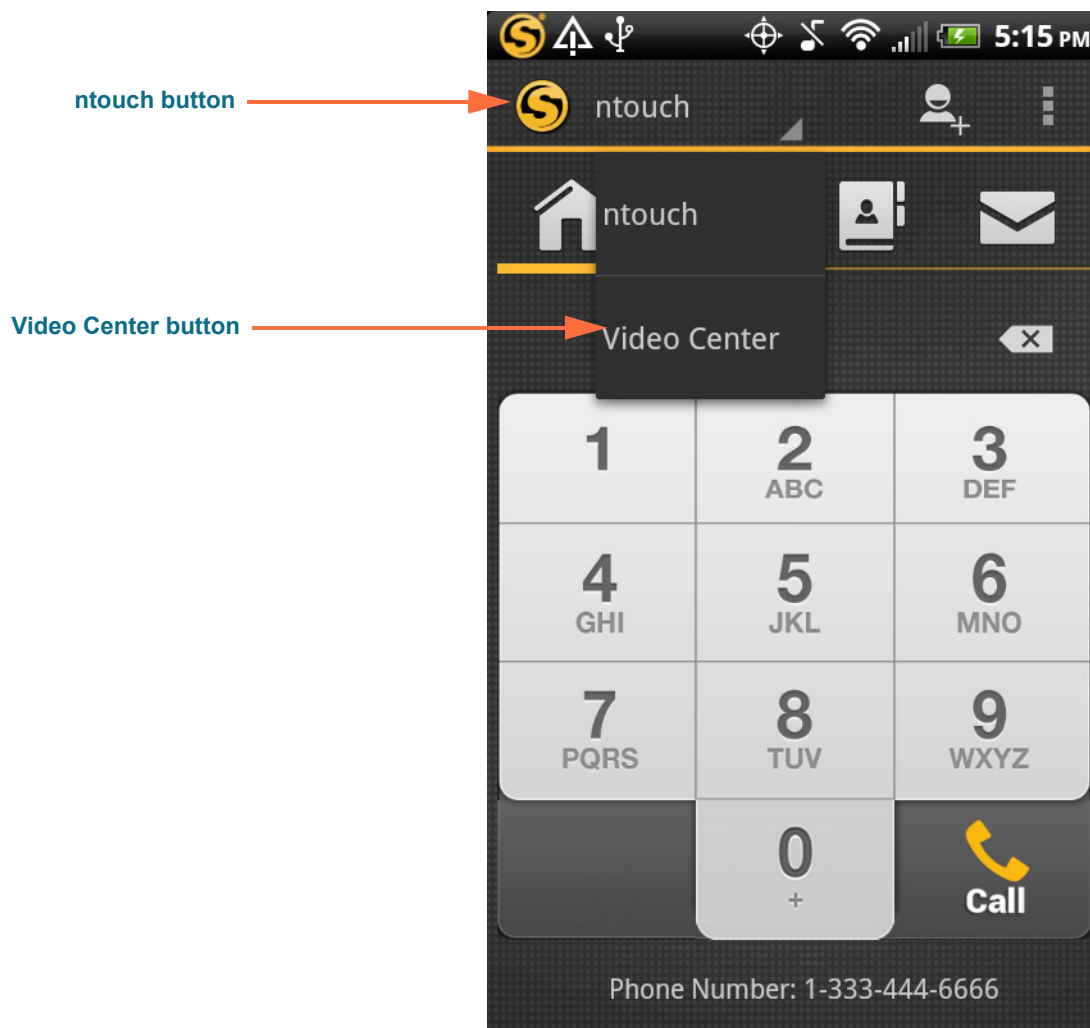 5:15 PM
ntouch button
ntouch
ntouch
Video Center button
Video Center
1
2
ABC
3
DEF
4
GHI
5
JKL
6
MNO
7
PQRS
8
TUV
9
WXYZ
0
+
Call
Phone Number: 1-333-444-6666